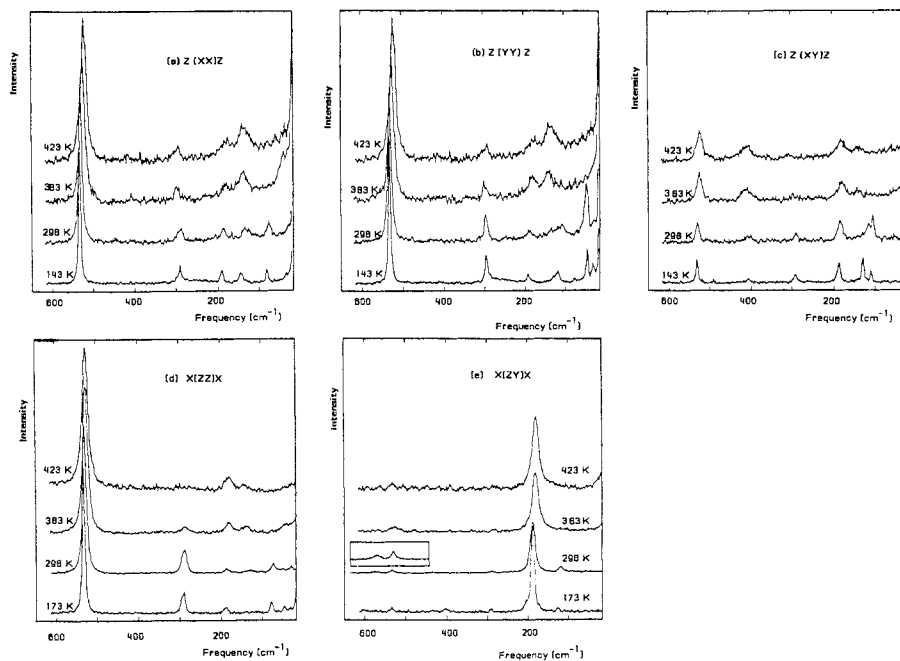 Intensity
(a) Z (XX)Z
423 K
383 K
298 K
143 K
600
400
200
Frequency (cm⁻¹)
Intensity
(b) Z (YY) Z
423 K
383 K
298 K
143 K
600
400
200
Frequency (cm⁻¹)
Intensity
(c) Z (XY)Z
423 K
383 K
298 K
143 K
600
400
200
Frequency (cm⁻¹)
Intensity
(d) X(ZZ)X
423 K
383 K
298 K
173 K
600
400
200
Frequency (cm⁻¹)
Intensity
(e) X(ZY)X
423 K
383 K
298 K
173 K
600
400
200
Frequency (cm⁻¹)